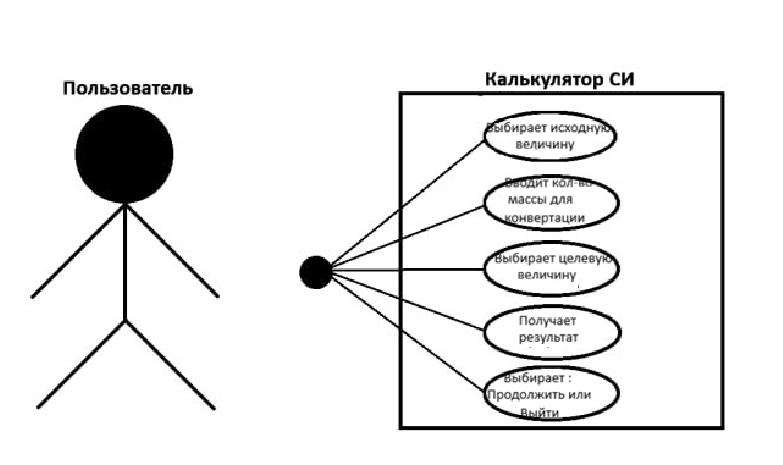 Пользователь
Калькулятор СИ
Выбирает исходную
величину
Вводит кол-во
массы для
конвертации
Выбирает целевую
величину
Получает
результат
Выбирает :
Продолжить или
Выйти